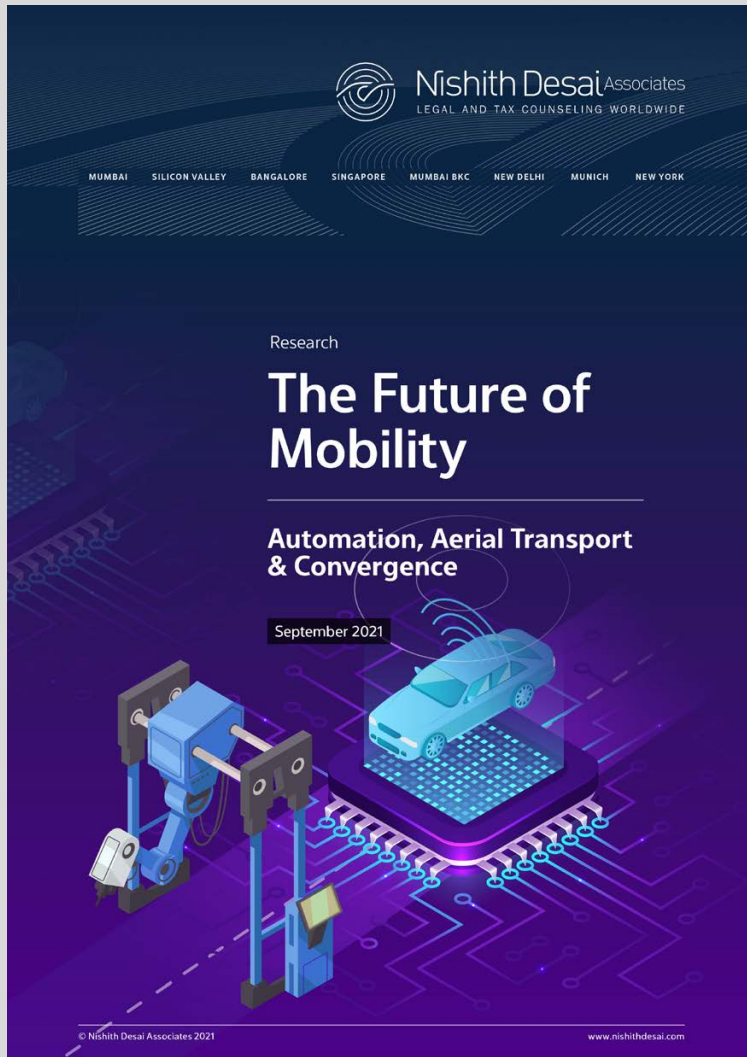 Nishith Desai Associates
LEGAL AND TAX COUNSELING WORLDWIDE
MUMBAI SILICON VALLEY BANGALORE SINGAPORE MUMBAI BKC NEW DELHI MUNICH NEW YORK
Research
The Future of
Mobility
Automation, Aerial Transport
& Convergence
September 2021
© Nishith Desai Associates 2021 www.nishithdesai.com